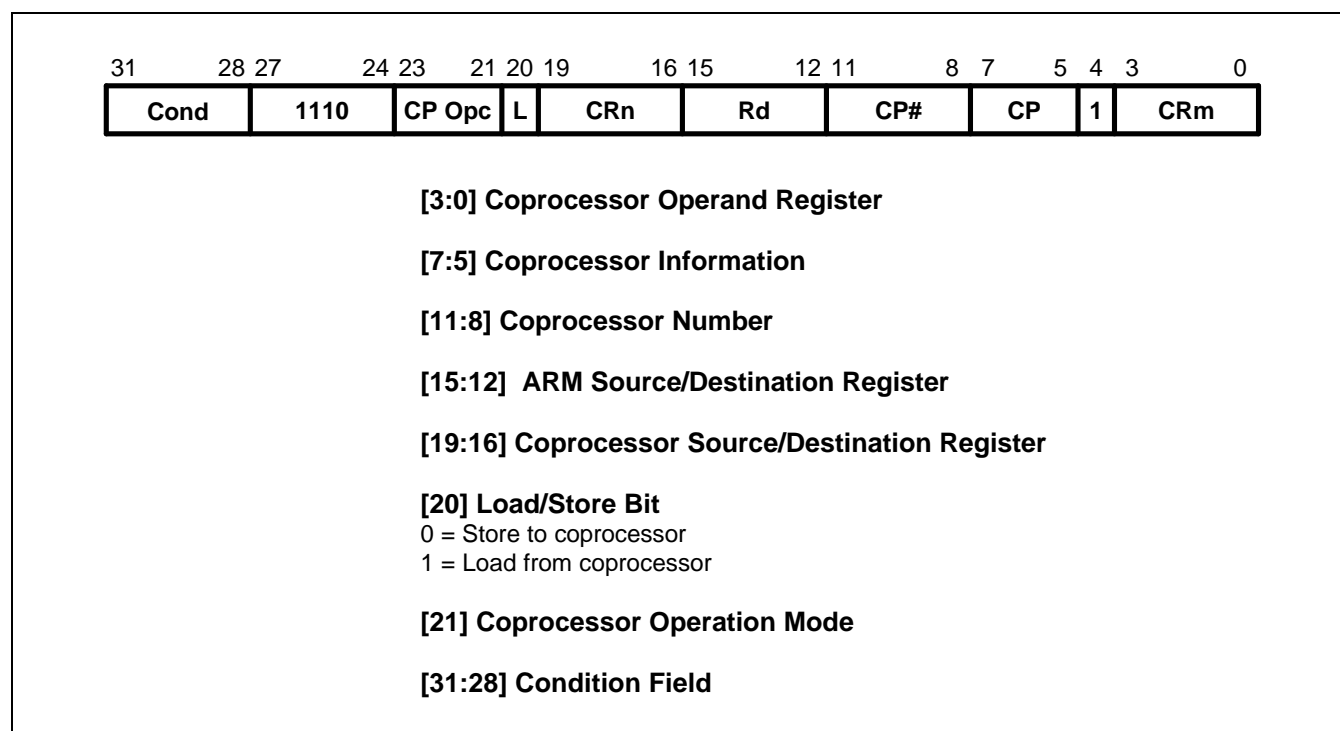 31 28 27 24 23 21 20 19 16 15 12 11 8 7 5 4 3 0
Cond 1110 CP Opc L CRn Rd CP# CP 1 CRm
[3:0] Coprocessor Operand Register
[7:5] Coprocessor Information
[11:8] Coprocessor Number
[15:12] ARM Source/Destination Register
[19:16] Coprocessor Source/Destination Register
[20] Load/Store Bit
0 = Store to coprocessor
1 = Load from coprocessor
[21] Coprocessor Operation Mode
[31:28] Condition Field